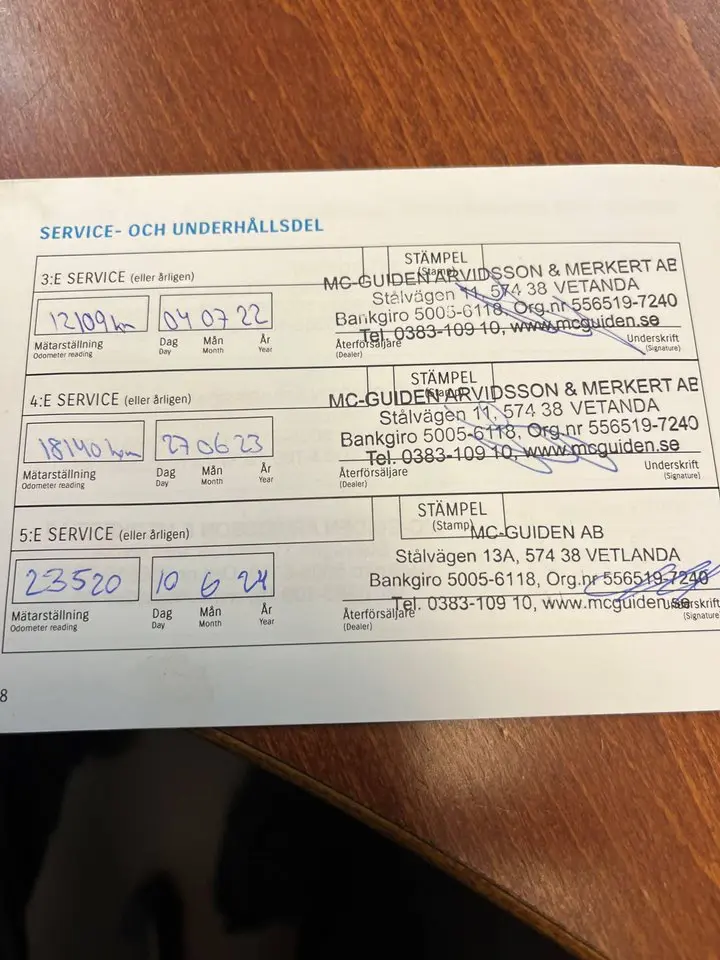 SERVICE- OCH UNDERHÅLLSDEL
3:E SERVICE (eller årligen)
STÄMPEL
(Stamp)
MC-GUIDEN ARVIDSSON & MERKERT AB
Stålvägen 11, 574 38 VETANDA
Bankgiro 5005-6118, Org.nr 556519-7240
Tel. 0383-109 10, www.mcguiden.se
12109 km
04 07 22
Mätarställning
Odometer reading
Dag
Day
Mån
Month
År
Year
Återförsäljare
(Dealer)
Underskrift
(Signature)
4:E SERVICE (eller årligen)
STÄMPEL
(Stamp)
MC-GUIDEN ARVIDSSON & MERKERT AB
Stålvägen 11, 574 38 VETANDA
Bankgiro 5005-6118, Org.nr 556519-7240
Tel. 0383-109 10, www.mcguiden.se
18140 km
27 06 23
Mätarställning
Odometer reading
Dag
Day
Mån
Month
År
Year
Återförsäljare
(Dealer)
Underskrift
(Signature)
5:E SERVICE (eller årligen)
STÄMPEL
(Stamp)
MC-GUIDEN AB
Stålvägen 13A, 574 38 VETLANDA
Bankgiro 5005-6118, Org.nr 556519-7240
Tel. 0383-109 10, www.mcguiden.se
23520
10 6 24
Mätarställning
Odometer reading
Dag
Day
Mån
Month
År
Year
Återförsäljare
(Dealer)
Underskrift
(Signature)
8